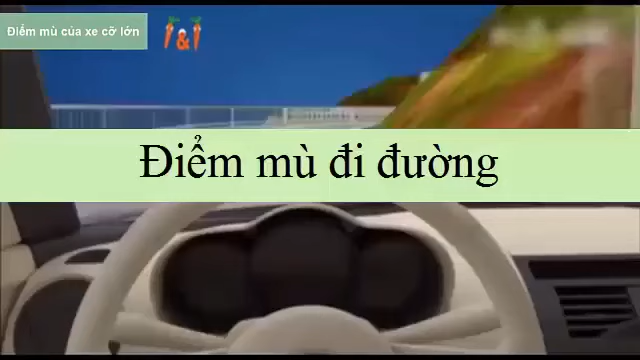 Điểm mù của xe cỡ lớn
&
Điểm mù đi đường